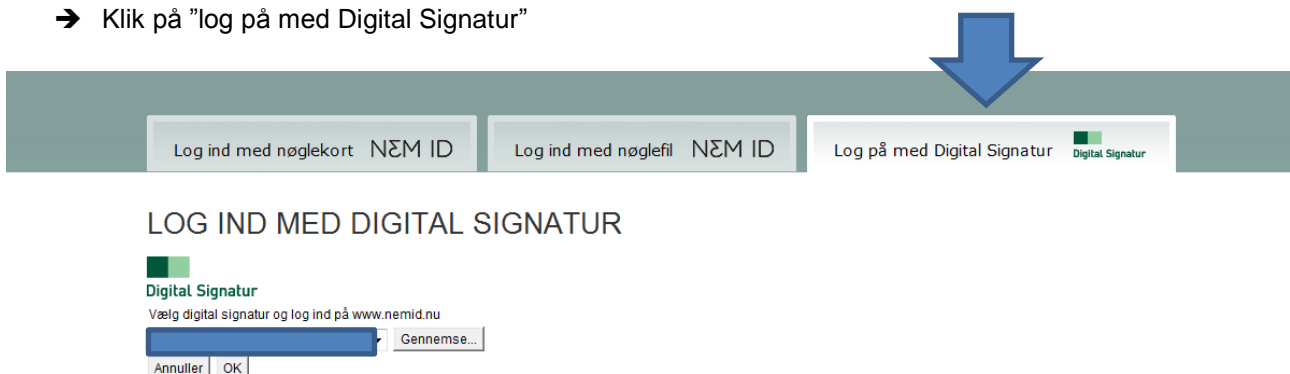 ➔ Klik på ”log på med Digital Signatur”
Log ind med nøglekort NEM ID
Log ind med nøglefil NEM ID
Log på med Digital Signatur Digital Signatur
LOG IND MED DIGITAL SIGNATUR
Digital Signatur
Vælg digital signatur og log ind på www.nemid.nu
Gennemse...
Annuller OK